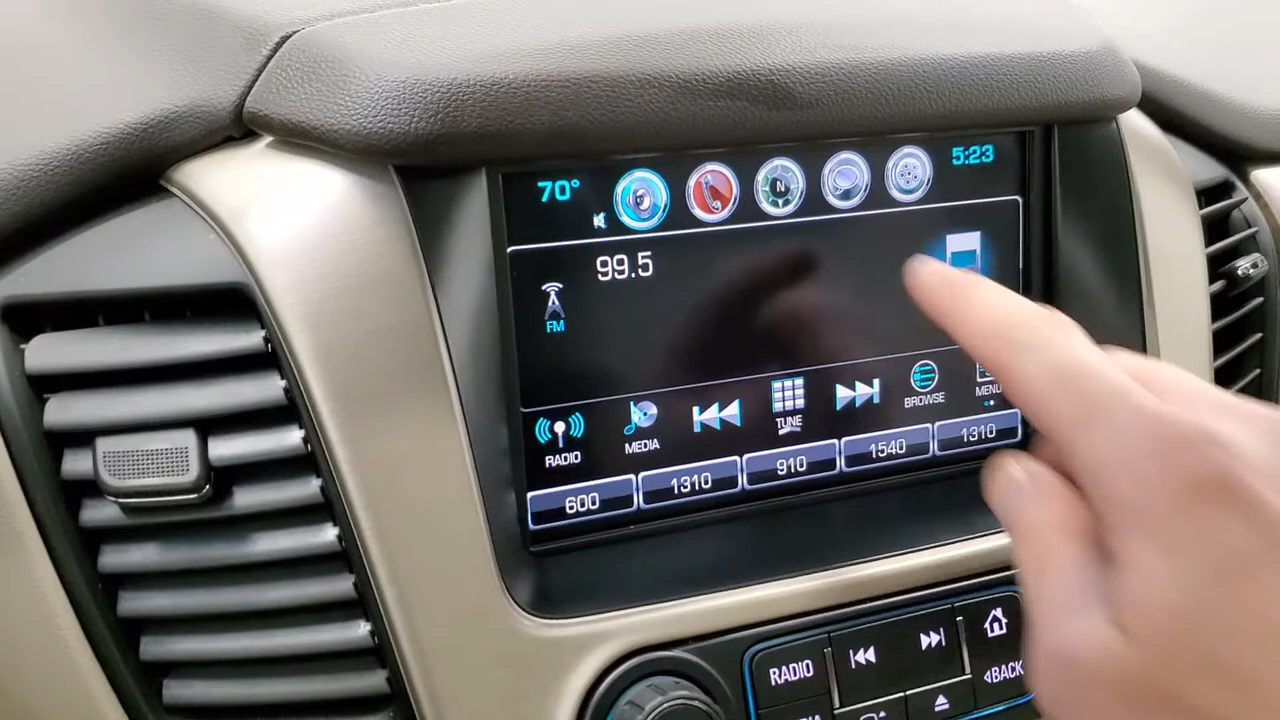 70°
N
5:23
99.5
FM
RADIO
MEDIA
TUNE
BROWSE
MENU
600
1310
910
1540
1310
RADIO
BACK